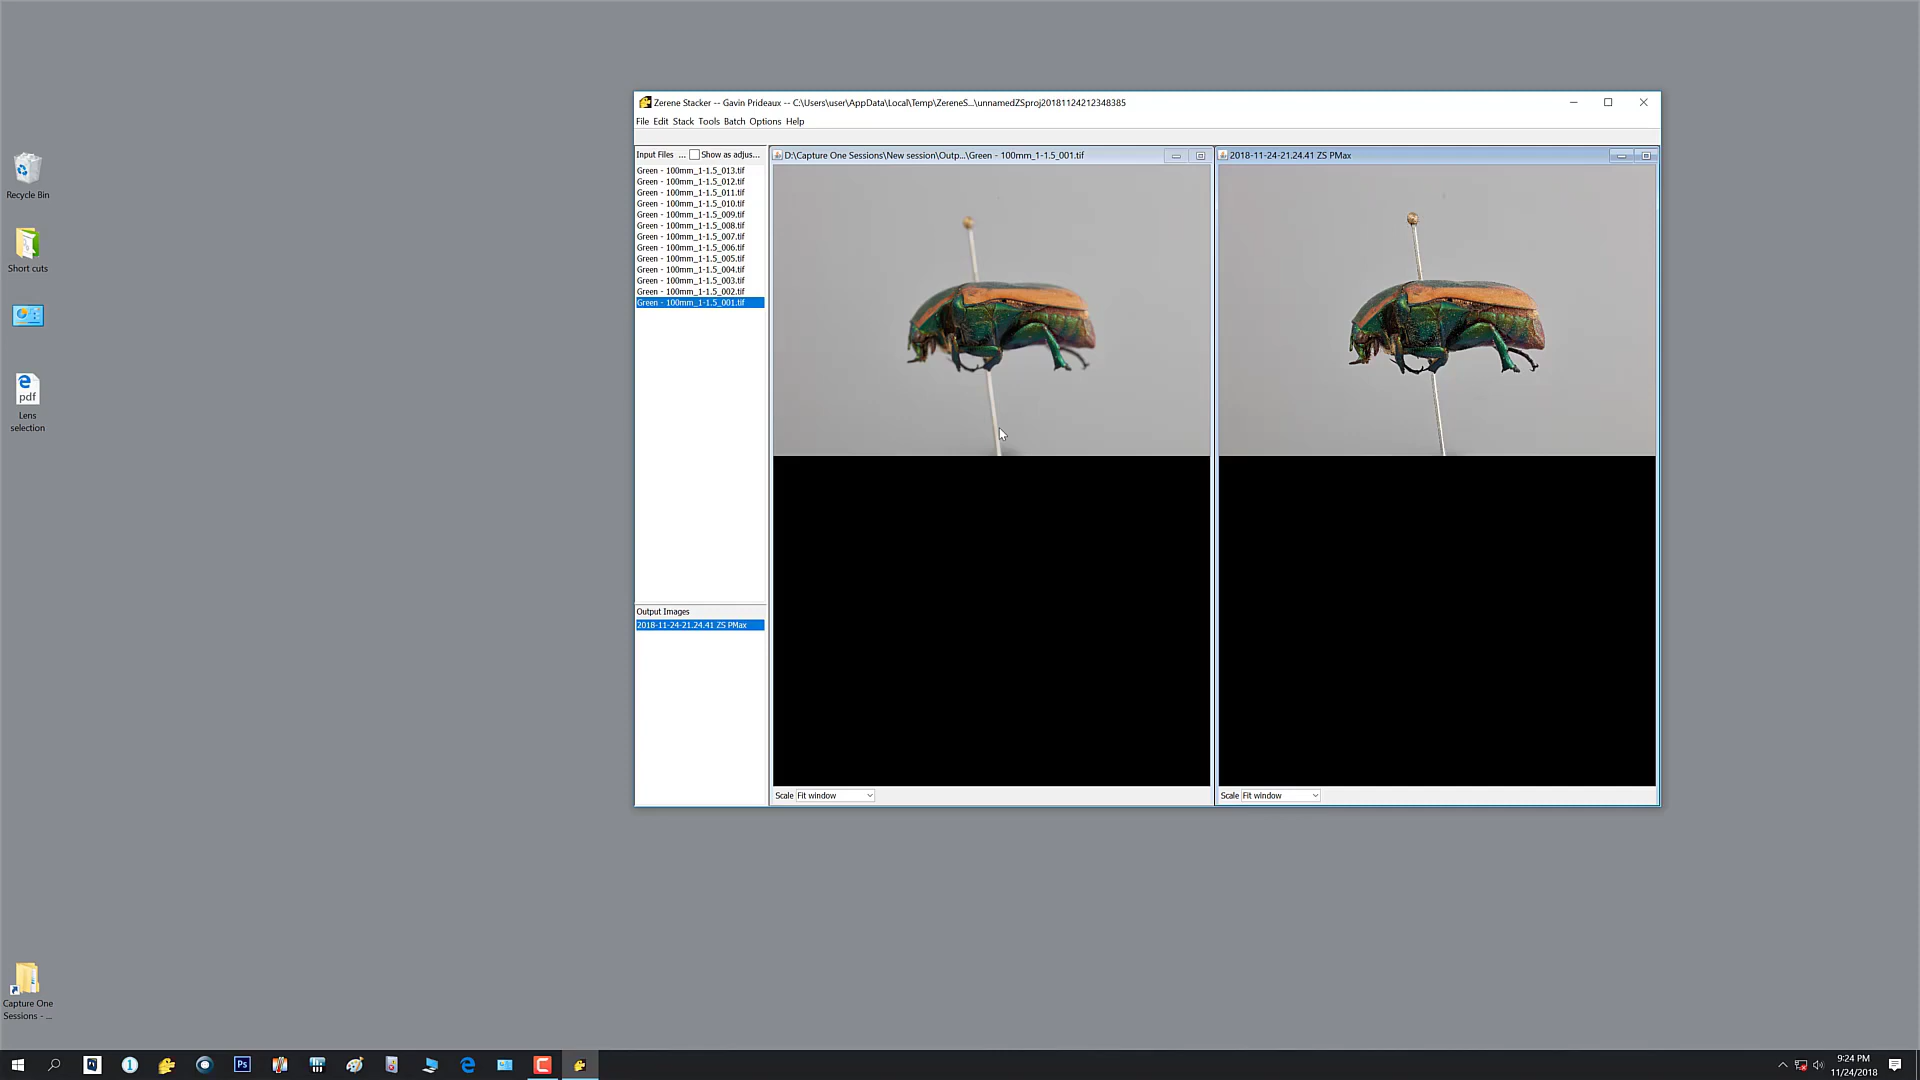 Recycle Bin
Short cuts
pdf
Lens
selection
Capture One
Sessions - ...
Zerene Stacker -- Gavin Prideaux -- C:\Users\user\AppData\Local\Temp\ZereneS...\unnamedZSproj20181124212348385
File Edit Stack Tools Batch Options Help
Input Files ... Show as adjus...
Green - 100mm_1-1.5_013.tif
Green - 100mm_1-1.5_012.tif
Green - 100mm_1-1.5_011.tif
Green - 100mm_1-1.5_010.tif
Green - 100mm_1-1.5_009.tif
Green - 100mm_1-1.5_008.tif
Green - 100mm_1-1.5_007.tif
Green - 100mm_1-1.5_006.tif
Green - 100mm_1-1.5_005.tif
Green - 100mm_1-1.5_004.tif
Green - 100mm_1-1.5_003.tif
Green - 100mm_1-1.5_002.tif
Green - 100mm_1-1.5_001.tif
Output Images
2018-11-24-21.24.41 ZS PMax
D:\Capture One Sessions\New session\Outp...\Green - 100mm_1-1.5_001.tif
Scale Fit window
2018-11-24-21.24.41 ZS PMax
Scale Fit window
Ps
9:24 PM
11/24/2018